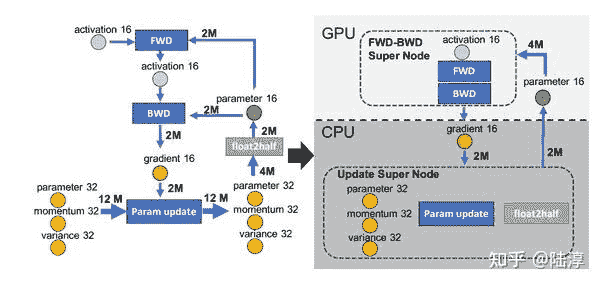 activation 16
FWD
2M
activation 16
BWD
2M
parameter 16
2M
2M
float2half
gradient 16
4M
parameter 32
12 M
2M
Param update
12 M
parameter 32
momentum 32
momentum 32
variance 32
variance 32
GPU
FWD-BWD
Super Node
activation 16
FWD
BWD
4M
parameter 16
CPU
gradient 16
2M
2M
Update Super Node
parameter 32
momentum 32
Param update
float2half
variance 32
知乎 @陆淳